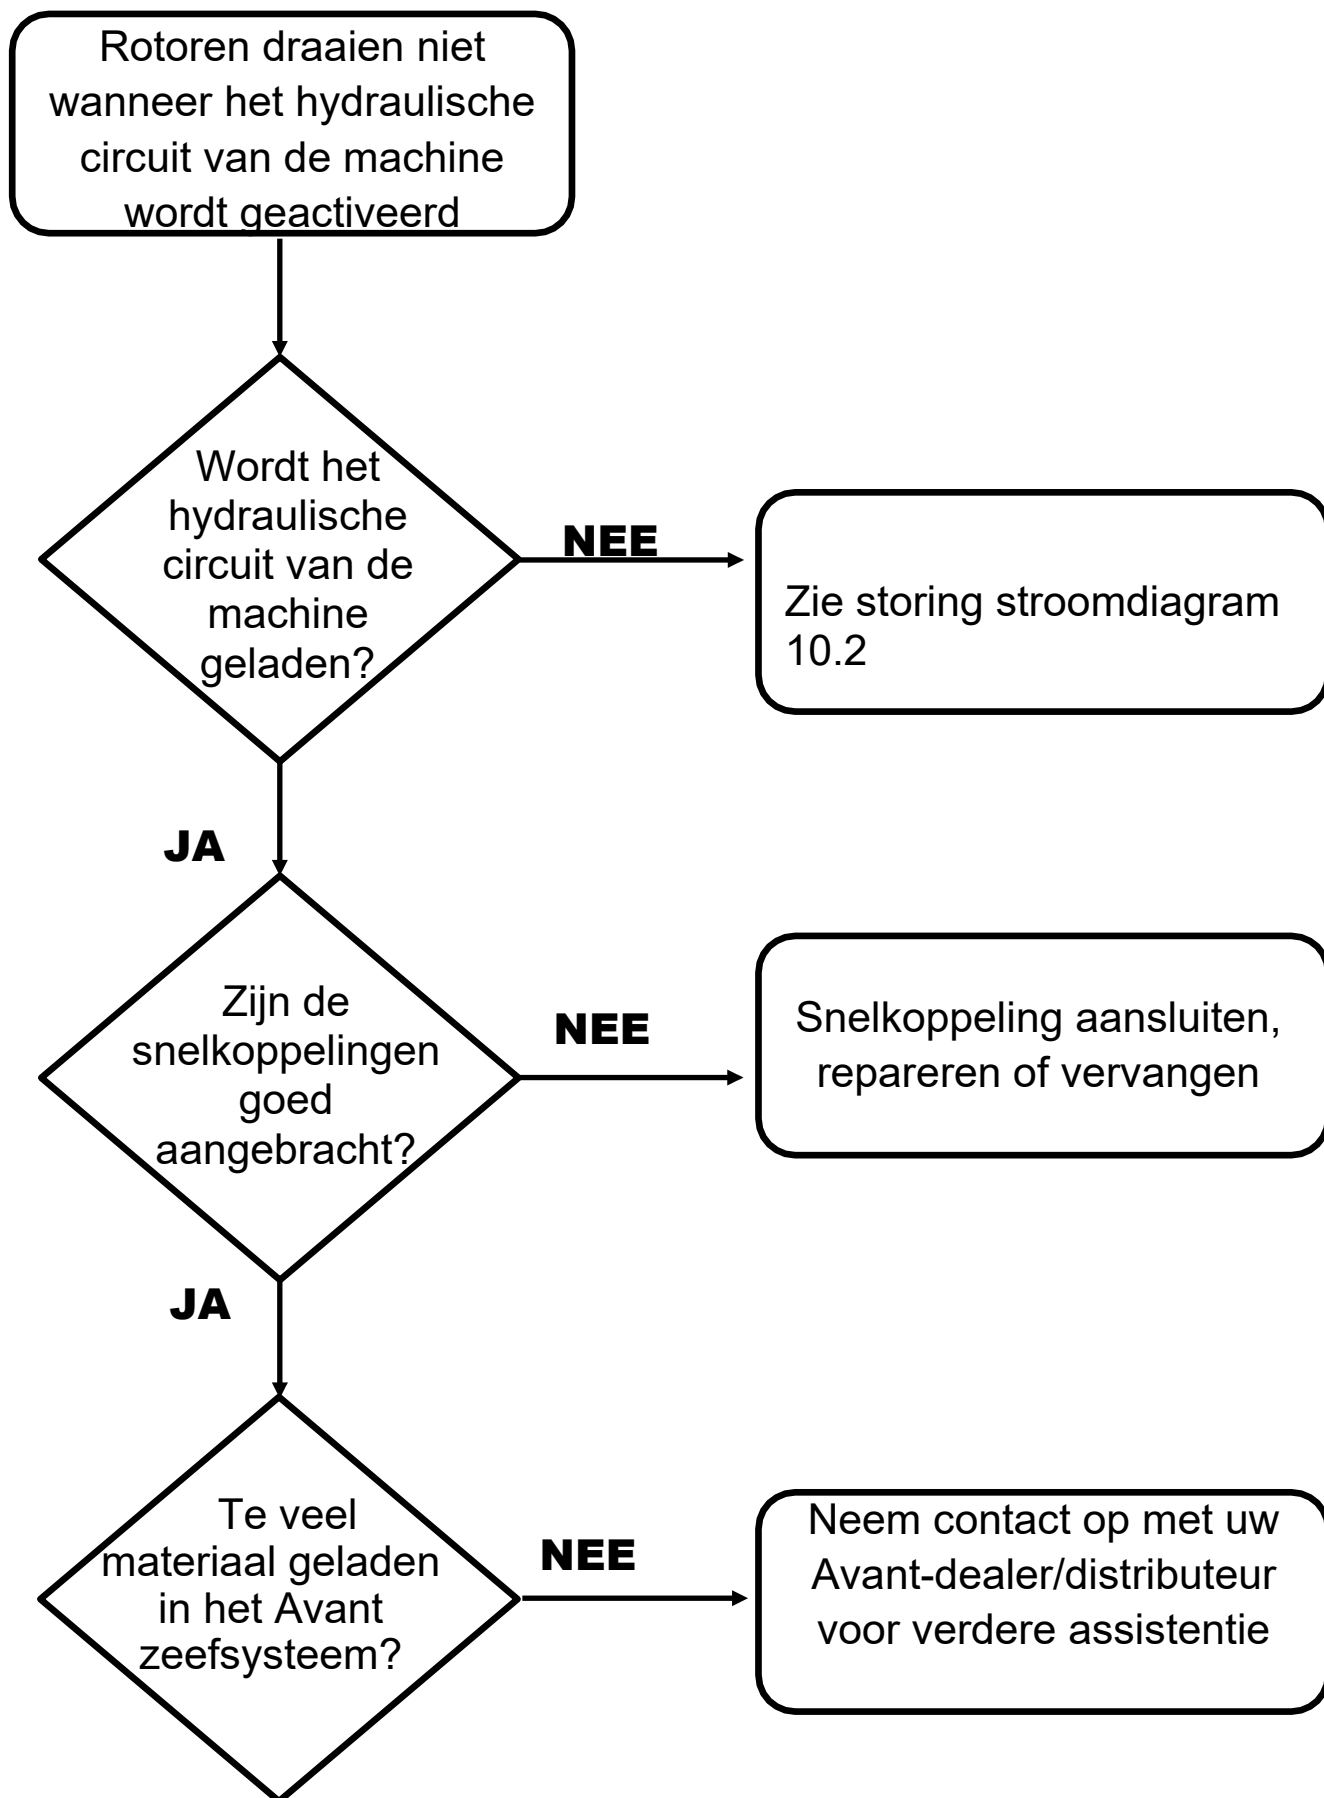 Rotoren draaien niet
wanneer het hydraulische
circuit van de machine
wordt geactiveerd
Wordt het
hydraulische
circuit van de
machine
geladen?
NEE
Zie storing stroomdiagram
10.2
JA
Zijn de
snelkoppelingen
goed
aangebracht?
NEE
Snelkoppeling aansluiten,
repareren of vervangen
JA
Te veel
materiaal geladen
in het Avant
zeefsysteem?
NEE
Neem contact op met uw
Avant-dealer/distributeur
voor verdere assistentie